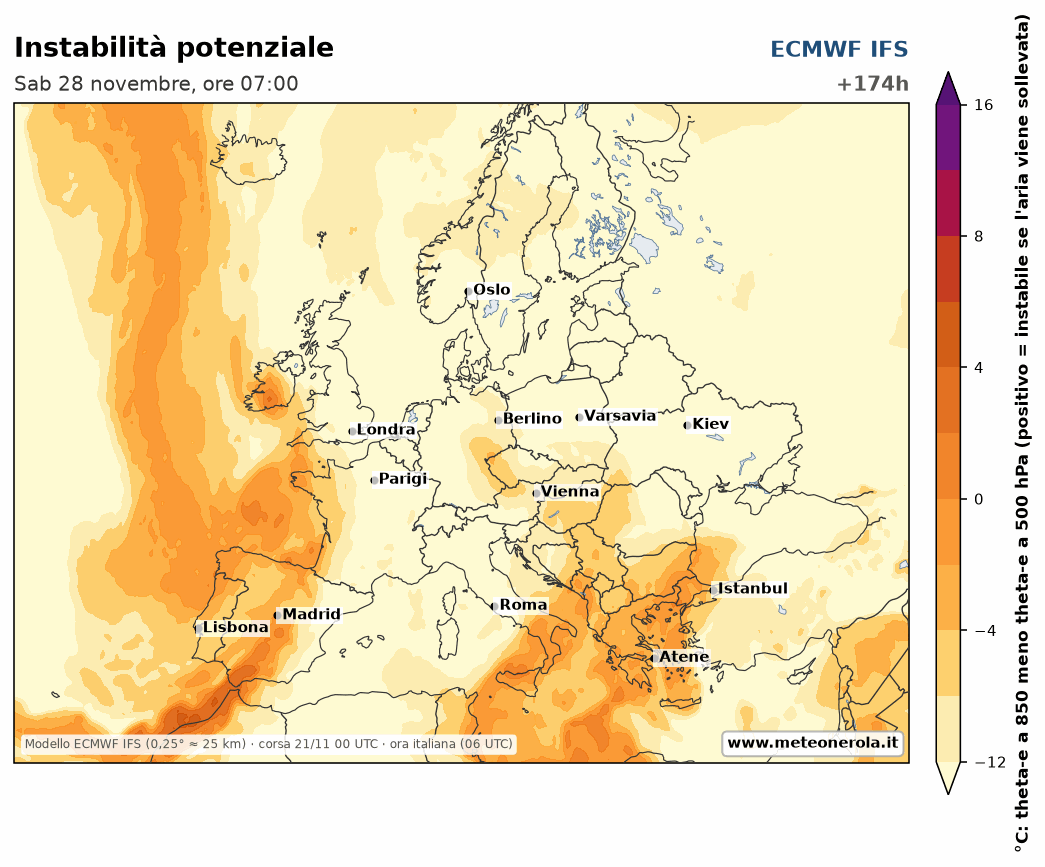 Instabilità potenziale
ECMWF IFS
Sab 28 novembre, ore 07:00
+174h
Oslo
Berlino
Varsavia
Kiev
Londra
Parigi
Vienna
Istanbul
Roma
Madrid
Lisbona
Atene
Modello ECMWF IFS (0,25° ≈ 25 km) · corsa 21/11 00 UTC · ora italiana (06 UTC)
www.meteonerola.it
16
8
4
0
−4
−12
°C: theta-e a 850 meno theta-e a 500 hPa (positivo = instabile se l'aria viene sollevata)